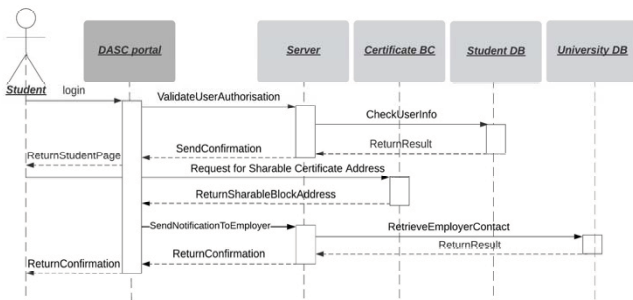 DASC portal
Server
Certificate BC
Student DB
University DB
Student
login
ValidateUserAuthorisation
CheckUserInfo
ReturnResult
SendConfirmation
ReturnStudentPage
Request for Sharable Certificate Address
ReturnSharableBlockAddress
SendNotificationToEmployer
RetrieveEmployerContact
ReturnResult
ReturnConfirmation
ReturnConfirmation